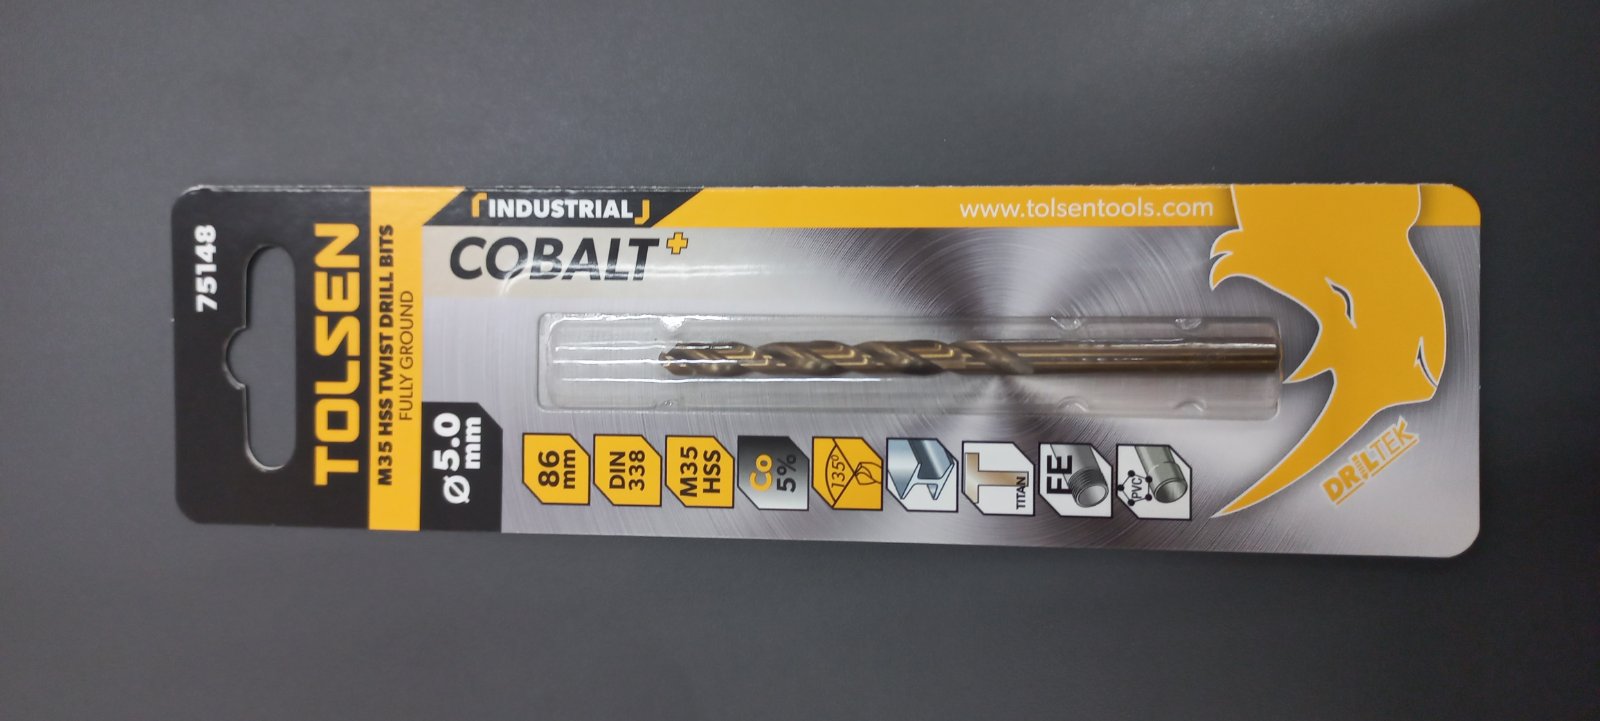 75148
TOLSEN
M35 HSS TWIST DRILL BITS
FULLY GROUND
INDUSTRIAL
www.tolsentools.com
COBALT+
Ø5.0
mm
86
mm
DIN
338
M35
HSS
Co
5%
135°
TITAN
FE
PVC
DRILTEK